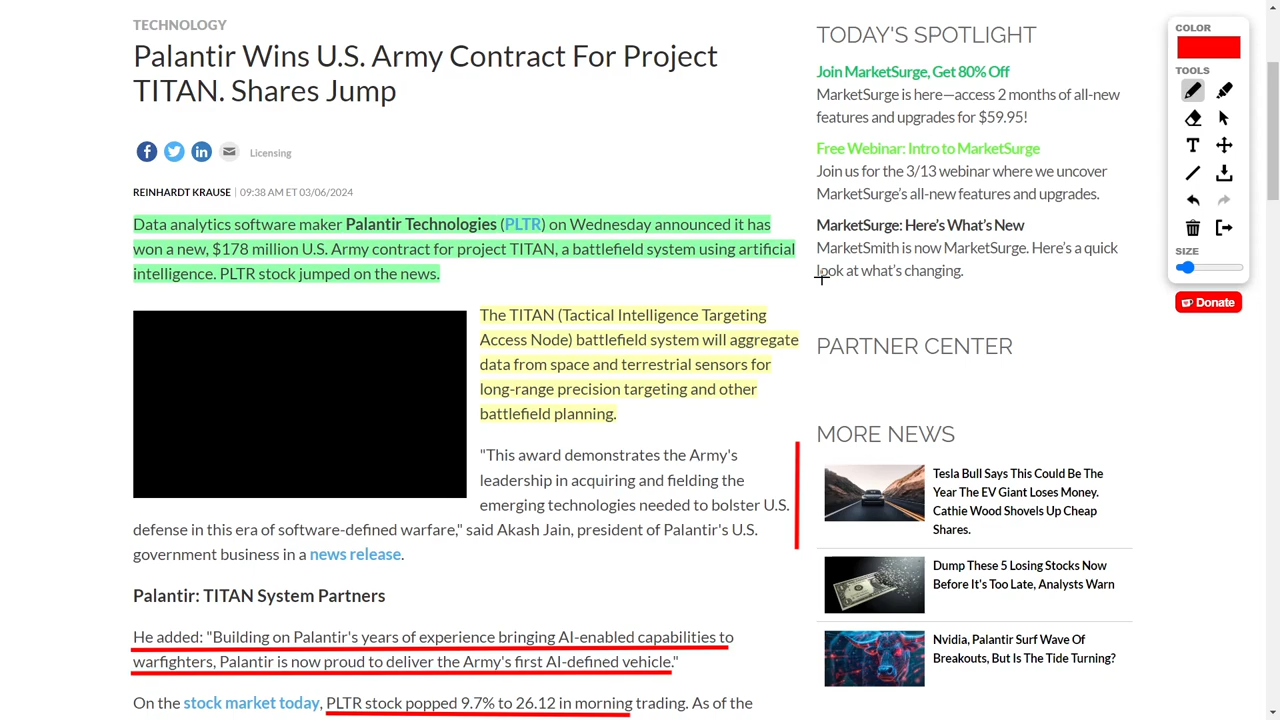 TECHNOLOGY
Palantir Wins U.S. Army Contract For Project
TITAN. Shares Jump
Licensing
REINHARDT KRAUSE | 09:38 AM ET 03/06/2024
Data analytics software maker Palantir Technologies (PLTR) on Wednesday announced it has
won a new, $178 million U.S. Army contract for project TITAN, a battlefield system using artificial
intelligence. PLTR stock jumped on the news.
The TITAN (Tactical Intelligence Targeting
Access Node) battlefield system will aggregate
data from space and terrestrial sensors for
long-range precision targeting and other
battlefield planning.
"This award demonstrates the Army's
leadership in acquiring and fielding the
emerging technologies needed to bolster U.S.
defense in this era of software-defined warfare," said Akash Jain, president of Palantir's U.S.
government business in a news release.
Palantir: TITAN System Partners
He added: "Building on Palantir's years of experience bringing AI-enabled capabilities to
warfighters, Palantir is now proud to deliver the Army's first AI-defined vehicle."
On the stock market today, PLTR stock popped 9.7% to 26.12 in morning trading. As of the
TODAY'S SPOTLIGHT
Join MarketSurge, Get 80% Off
MarketSurge is here—access 2 months of all-new
features and upgrades for $59.95!
Free Webinar: Intro to MarketSurge
Join us for the 3/13 webinar where we uncover
MarketSurge's all-new features and upgrades.
MarketSurge: Here's What's New
MarketSmith is now MarketSurge. Here's a quick
look at what's changing.
PARTNER CENTER
MORE NEWS
Tesla Bull Says This Could Be The
Year The EV Giant Loses Money.
Cathie Wood Shovels Up Cheap
Shares.
Dump These 5 Losing Stocks Now
Before It's Too Late, Analysts Warn
Nvidia, Palantir Surf Wave Of
Breakouts, But Is The Tide Turning?
COLOR
TOOLS
T
SIZE
Donate